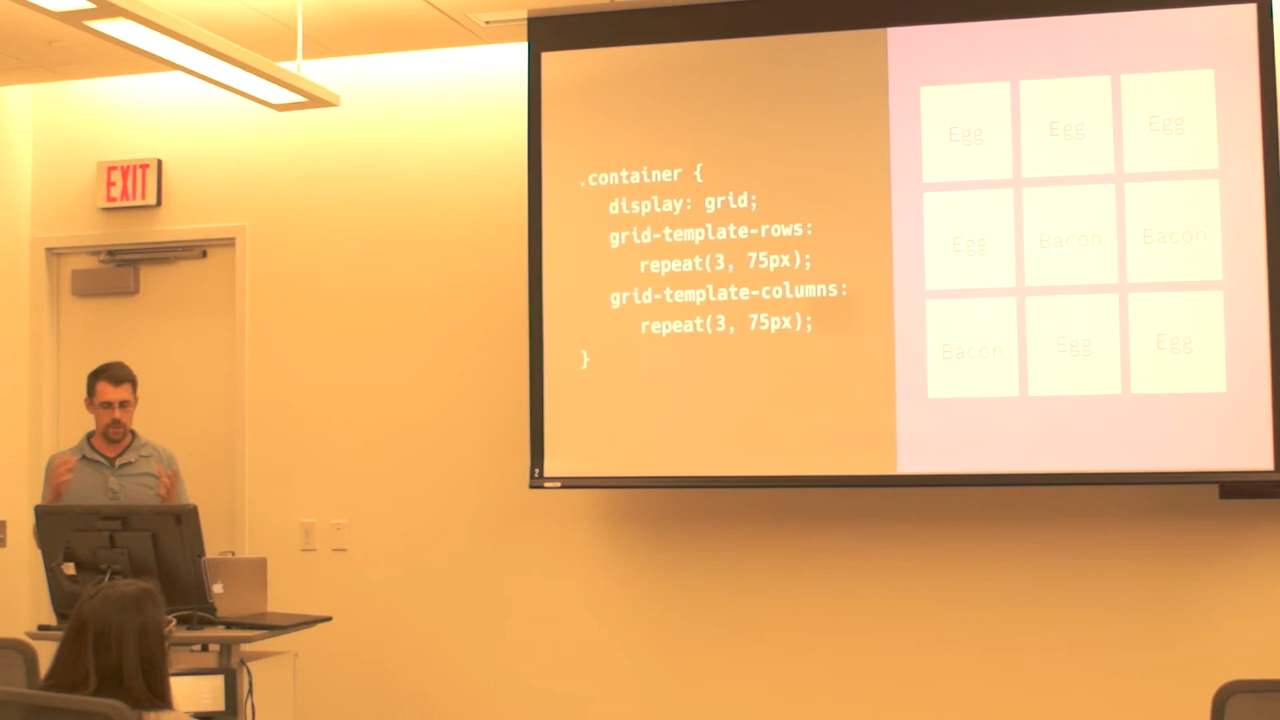 EXIT
.container {
display: grid;
grid-template-rows:
repeat(3, 75px);
grid-template-columns:
repeat(3, 75px);
}
Egg Egg Egg
Egg Bacon Bacon
Bacon Egg Egg
2